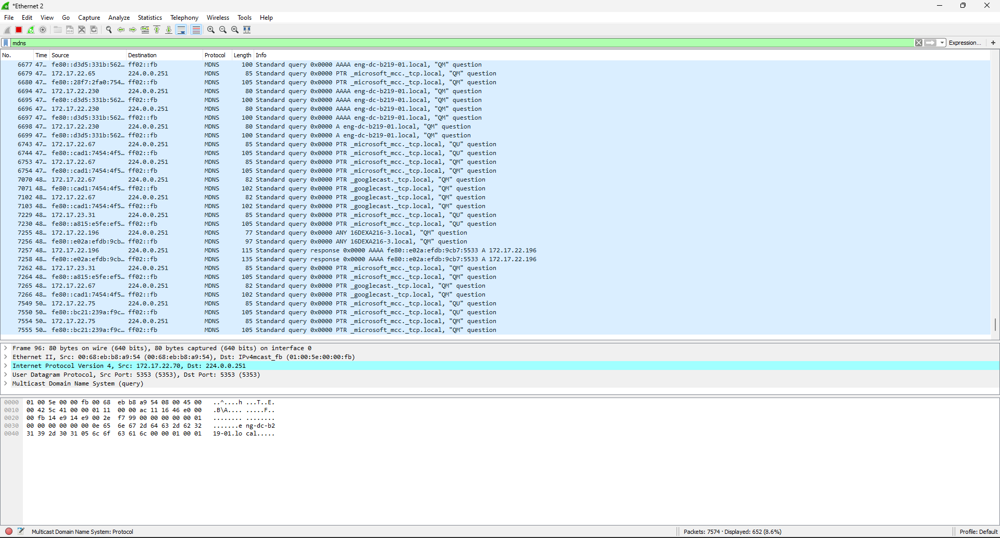 *Ethernet 2
File Edit View Go Capture Analyze Statistics Telephony Wireless Tools Help
mdns Expression... +
No. Time Source Destination Protocol Length Info
6677 47… fe80::d3d5:331b:562… ff02::fb MDNS 100 Standard query 0x0000 AAAA eng-dc-b219-01.local, "QM" question
6679 47… 172.17.22.65 224.0.0.251 MDNS 85 Standard query 0x0000 PTR _microsoft_mcc._tcp.local, "QM" question
6680 47… fe80::28f7:2fa0:754… ff02::fb MDNS 105 Standard query 0x0000 PTR _microsoft_mcc._tcp.local, "QM" question
6694 47… 172.17.22.230 224.0.0.251 MDNS 80 Standard query 0x0000 AAAA eng-dc-b219-01.local, "QM" question
6695 47… fe80::d3d5:331b:562… ff02::fb MDNS 100 Standard query 0x0000 AAAA eng-dc-b219-01.local, "QM" question
6696 47… 172.17.22.230 224.0.0.251 MDNS 80 Standard query 0x0000 AAAA eng-dc-b219-01.local, "QM" question
6697 47… fe80::d3d5:331b:562… ff02::fb MDNS 100 Standard query 0x0000 AAAA eng-dc-b219-01.local, "QM" question
6698 47… 172.17.22.230 224.0.0.251 MDNS 80 Standard query 0x0000 A eng-dc-b219-01.local, "QM" question
6699 47… fe80::d3d5:331b:562… ff02::fb MDNS 100 Standard query 0x0000 A eng-dc-b219-01.local, "QM" question
6743 47… 172.17.22.67 224.0.0.251 MDNS 85 Standard query 0x0000 PTR _microsoft_mcc._tcp.local, "QU" question
6744 47… fe80::cad1:7454:4f5… ff02::fb MDNS 105 Standard query 0x0000 PTR _microsoft_mcc._tcp.local, "QU" question
6753 47… 172.17.22.67 224.0.0.251 MDNS 85 Standard query 0x0000 PTR _microsoft_mcc._tcp.local, "QM" question
6754 47… fe80::cad1:7454:4f5… ff02::fb MDNS 105 Standard query 0x0000 PTR _microsoft_mcc._tcp.local, "QM" question
7070 48… 172.17.22.67 224.0.0.251 MDNS 82 Standard query 0x0000 PTR _googlecast._tcp.local, "QM" question
7071 48… fe80::cad1:7454:4f5… ff02::fb MDNS 102 Standard query 0x0000 PTR _googlecast._tcp.local, "QM" question
7102 48… 172.17.22.67 224.0.0.251 MDNS 82 Standard query 0x0000 PTR _googlecast._tcp.local, "QM" question
7103 48… fe80::cad1:7454:4f5… ff02::fb MDNS 102 Standard query 0x0000 PTR _googlecast._tcp.local, "QM" question
7229 48… 172.17.23.31 224.0.0.251 MDNS 85 Standard query 0x0000 PTR _microsoft_mcc._tcp.local, "QU" question
7230 48… fe80::a815:e5fe:ef5… ff02::fb MDNS 105 Standard query 0x0000 PTR _microsoft_mcc._tcp.local, "QU" question
7255 48… 172.17.22.196 224.0.0.251 MDNS 77 Standard query 0x0000 ANY 16DEXA216-3.local, "QM" question
7256 48… fe80::e02a:efdb:9cb… ff02::fb MDNS 97 Standard query 0x0000 ANY 16DEXA216-3.local, "QM" question
7257 48… 172.17.22.196 224.0.0.251 MDNS 115 Standard query response 0x0000 AAAA fe80::e02a:efdb:9cb7:5533 A 172.17.22.196
7258 48… fe80::e02a:efdb:9cb… ff02::fb MDNS 135 Standard query response 0x0000 AAAA fe80::e02a:efdb:9cb7:5533 A 172.17.22.196
7262 48… 172.17.23.31 224.0.0.251 MDNS 85 Standard query 0x0000 PTR _microsoft_mcc._tcp.local, "QM" question
7264 48… fe80::a815:e5fe:ef5… ff02::fb MDNS 105 Standard query 0x0000 PTR _microsoft_mcc._tcp.local, "QM" question
7265 48… 172.17.22.67 224.0.0.251 MDNS 82 Standard query 0x0000 PTR _googlecast._tcp.local, "QM" question
7266 48… fe80::cad1:7454:4f5… ff02::fb MDNS 102 Standard query 0x0000 PTR _googlecast._tcp.local, "QM" question
7549 50… 172.17.22.75 224.0.0.251 MDNS 85 Standard query 0x0000 PTR _microsoft_mcc._tcp.local, "QU" question
7550 50… fe80::bc21:239a:f9c… ff02::fb MDNS 105 Standard query 0x0000 PTR _microsoft_mcc._tcp.local, "QU" question
7554 50… 172.17.22.75 224.0.0.251 MDNS 85 Standard query 0x0000 PTR _microsoft_mcc._tcp.local, "QM" question
7555 50… fe80::bc21:239a:f9c… ff02::fb MDNS 105 Standard query 0x0000 PTR _microsoft_mcc._tcp.local, "QM" question
Frame 96: 80 bytes on wire (640 bits), 80 bytes captured (640 bits) on interface 0
Ethernet II, Src: 00:68:eb:b8:a9:54 (00:68:eb:b8:a9:54), Dst: IPv4mcast_fb (01:00:5e:00:00:fb)
Internet Protocol Version 4, Src: 172.17.22.70, Dst: 224.0.0.251
User Datagram Protocol, Src Port: 5353 (5353), Dst Port: 5353 (5353)
Multicast Domain Name System (query)
0000 01 00 5e 00 00 fb 00 68 eb b8 a9 54 08 00 45 00 ..^....h ...T..E.
0010 00 42 5c 41 00 00 01 11 00 00 ac 11 16 46 e0 00 .B\A.... .....F..
0020 00 fb 14 e9 14 e9 00 2e f7 99 00 00 00 00 00 01 ........ ........
0030 00 00 00 00 00 00 0e 65 6e 67 2d 64 63 2d 62 32 .......e ng-dc-b2
0040 31 39 2d 30 31 05 6c 6f 63 61 6c 00 00 01 00 01 19-01.lo cal.....
Multicast Domain Name System: Protocol Packets: 7574 · Displayed: 652 (8.6%) Profile: Default